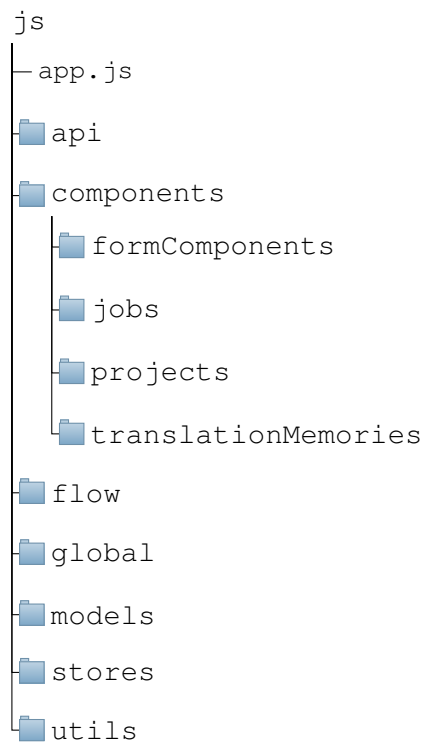 js
app.js
api
components
formComponents
jobs
projects
translationMemories
flow
global
models
stores
utils